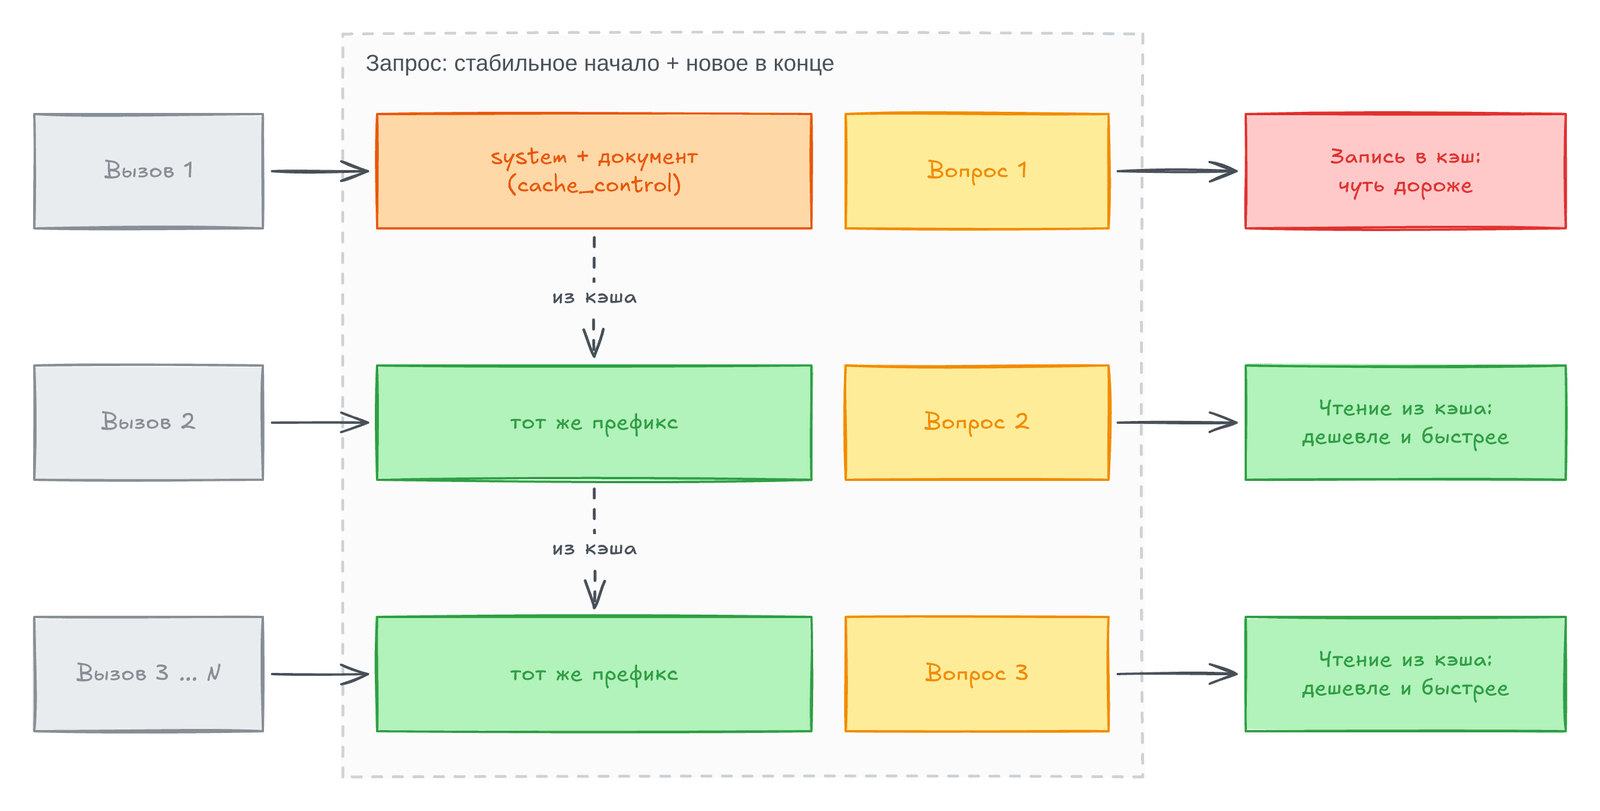 Запрос: стабильное начало + новое в конце
Вызов 1
system + документ
(cache_control)
Вопрос 1
Запись в кэш:
чуть дороже
из кэша
Вызов 2
тот же префикс
Вопрос 2
Чтение из кэша:
дешевле и быстрее
из кэша
Вызов 3 ... N
тот же префикс
Вопрос 3
Чтение из кэша:
дешевле и быстрее